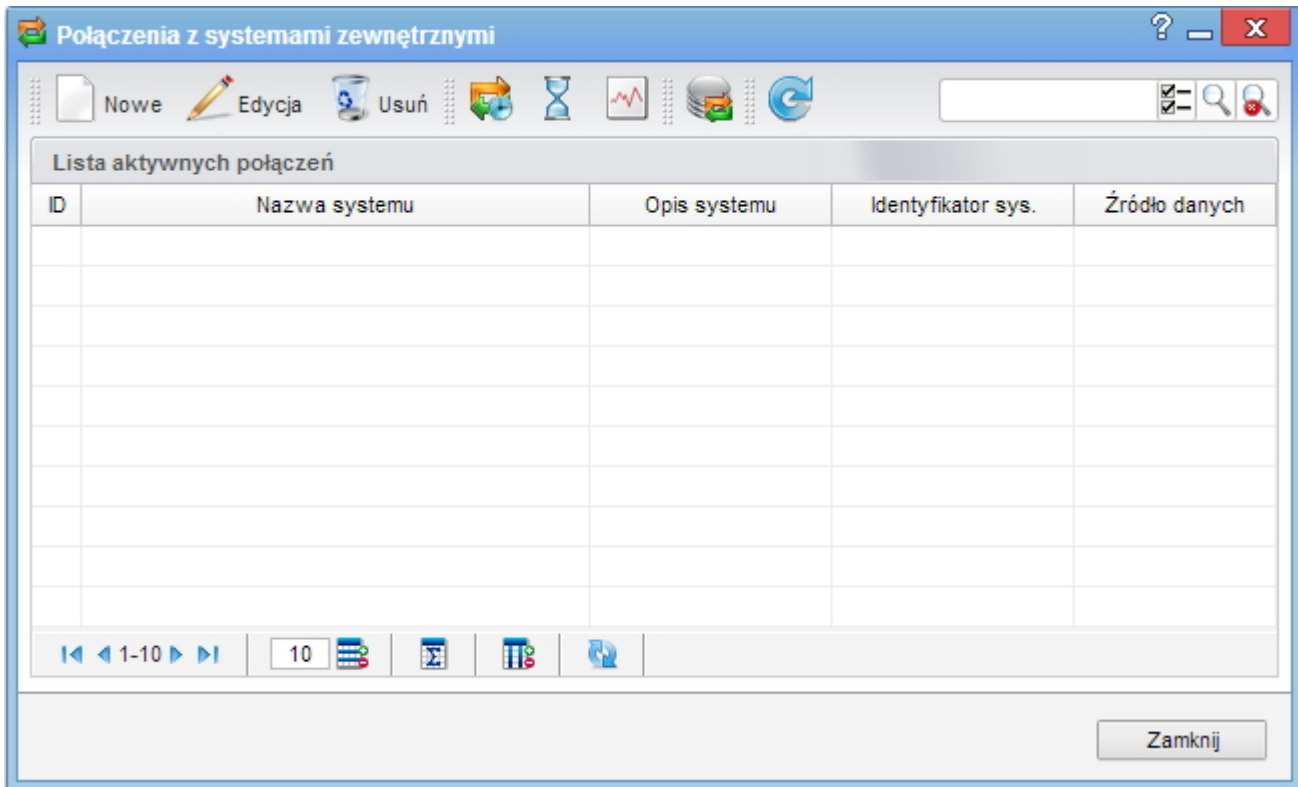 Połączenia z systemami zewnętrznymi
Nowe Edycja Usuń
Lista aktywnych połączeń
ID Nazwa systemu Opis systemu Identyfikator sys. Źródło danych
1-10 10
Zamknij